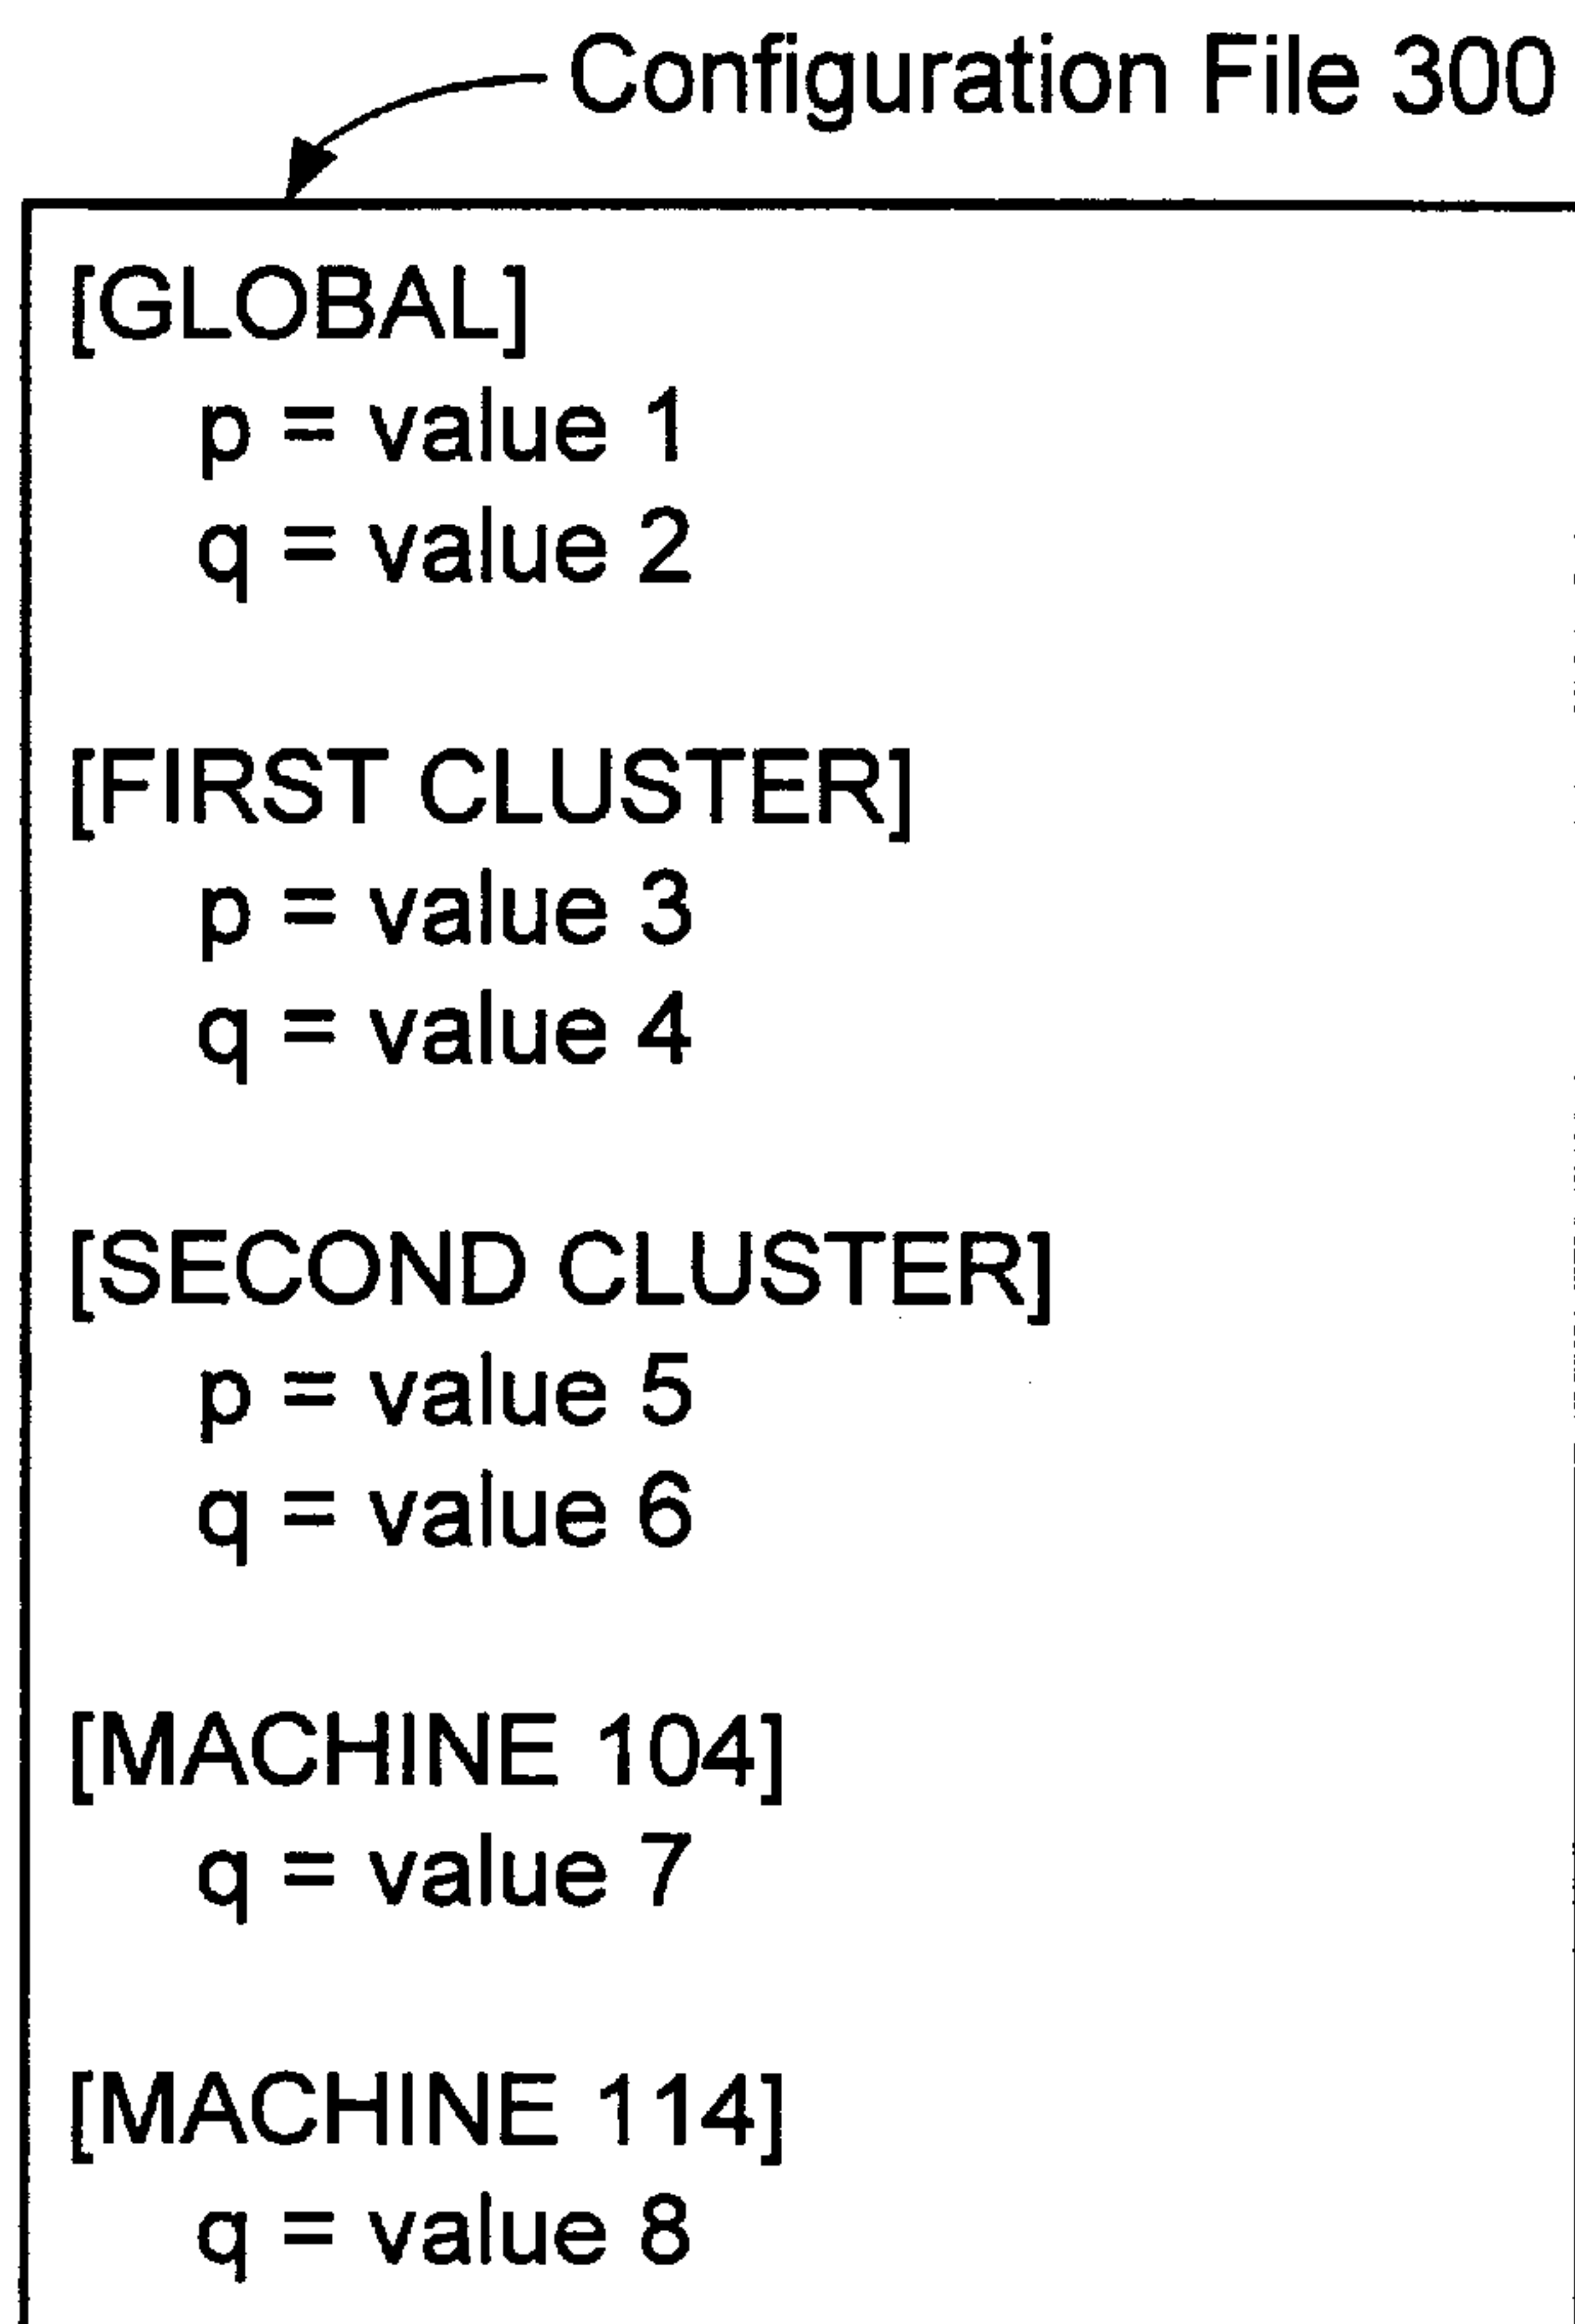 Configuration File 300
[GLOBAL]
p = value 1
q = value 2
[FIRST CLUSTER]
p = value 3
q = value 4
[SECOND CLUSTER]
p = value 5
q = value 6
[MACHINE 104]
q = value 7
[MACHINE 114]
q = value 8